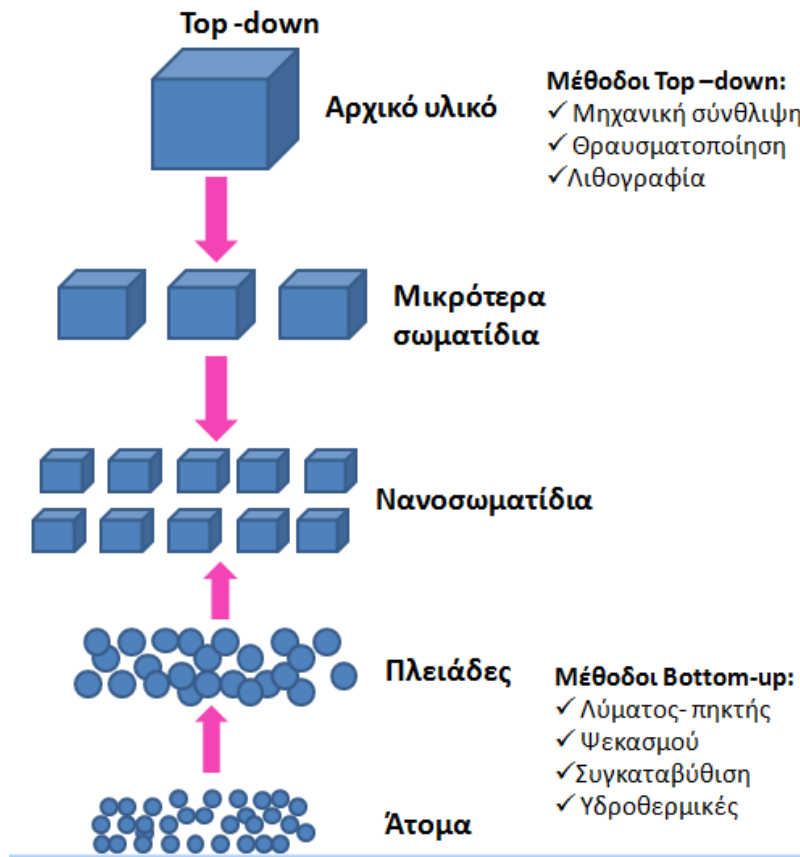 Top -down
Αρχικό υλικό
Μέθοδοι Top –down:
✓ Μηχανική σύνθλιψη
✓ Θραυσματοποίηση
✓Λιθογραφία
Μικρότερα
σωματίδια
Νανοσωματίδια
Πλειάδες
Μέθοδοι Bottom-up:
✓ Λύματος- πηκτής
✓ Ψεκασμού
✓Συγκαταβύθιση
✓ Υδροθερμικές
Άτομα